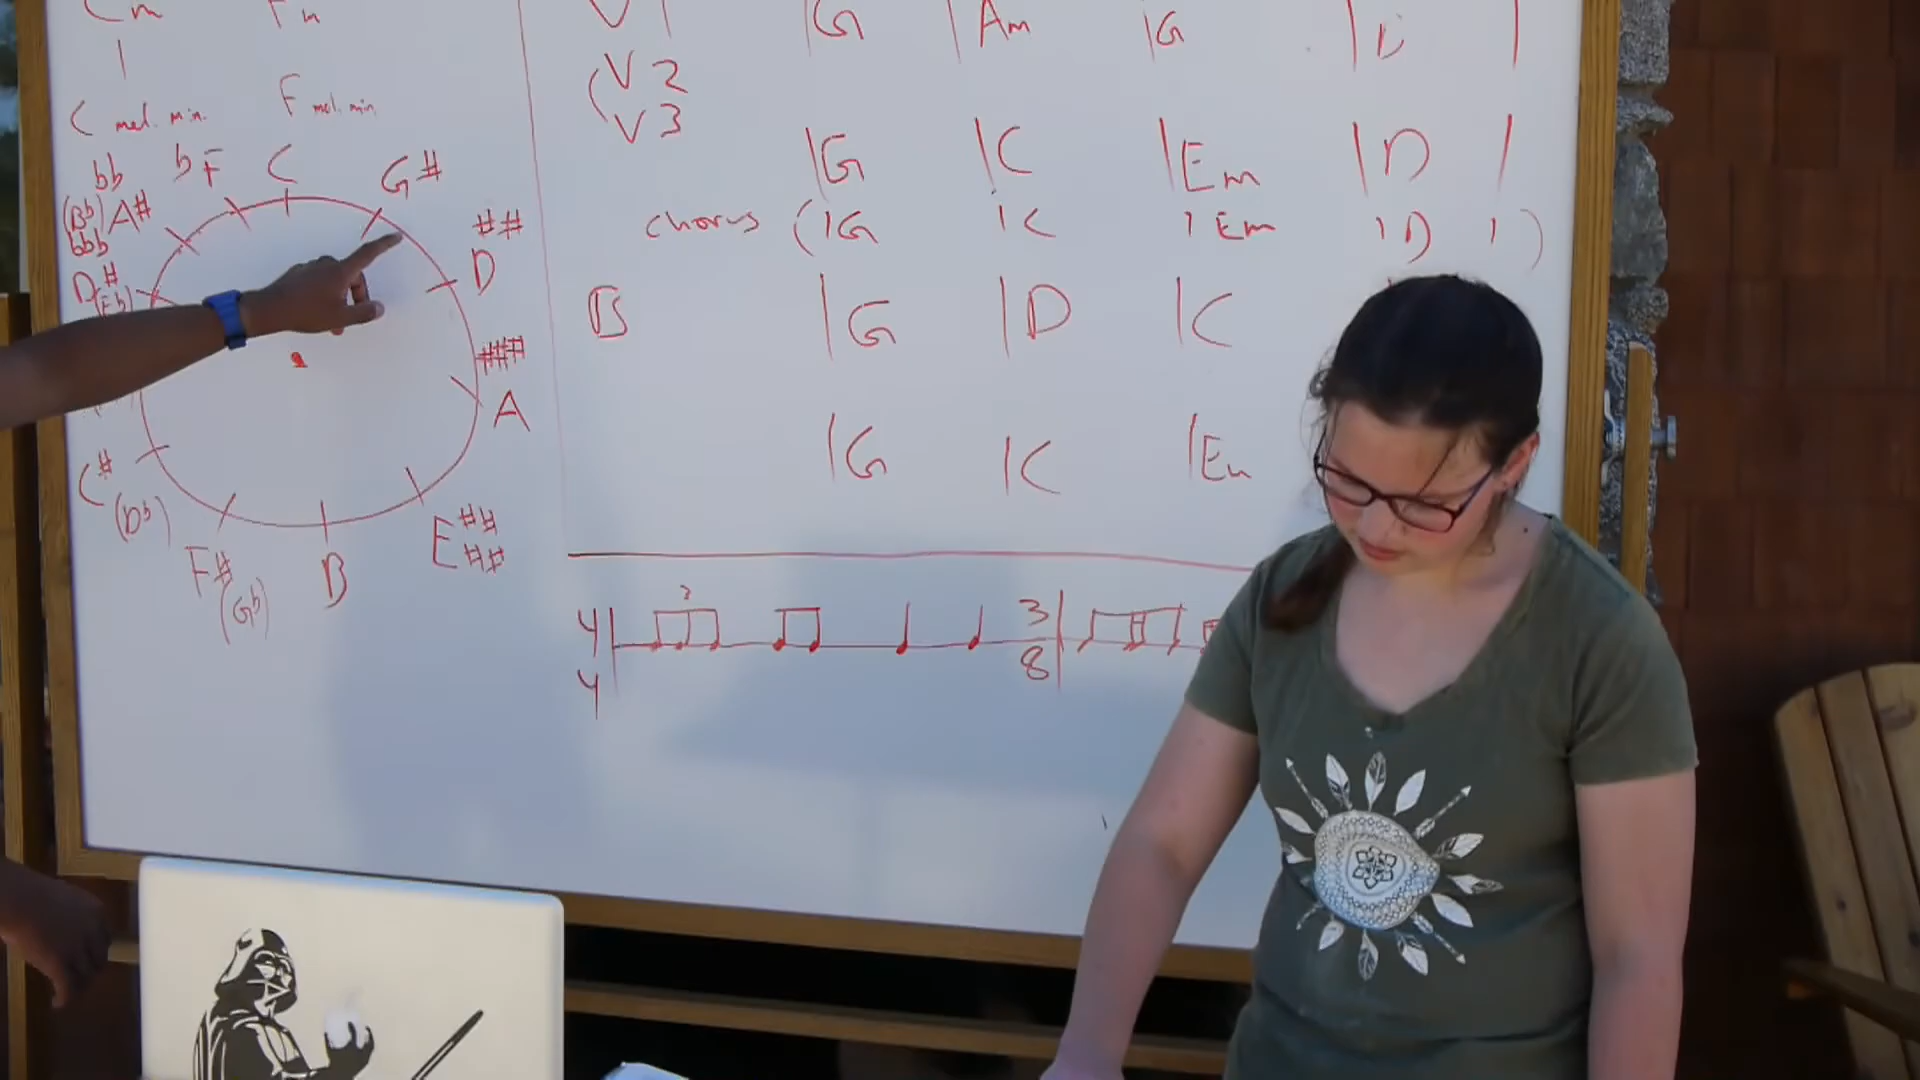 Cm Fm
C mel. min. F mel. min.
bb bF C G#
(Bb) A# ##
bbb D
D#
(Eb)
###
A
C#
(Db)
E ##
##
F# B
(Gb)
V1 |G |Am |G |D |
(V2
V3
|G |C |Em |D |
chorus (|G |C |Em |D |)
B |G |D |C
|G |C |Em
4 3 3
4 8